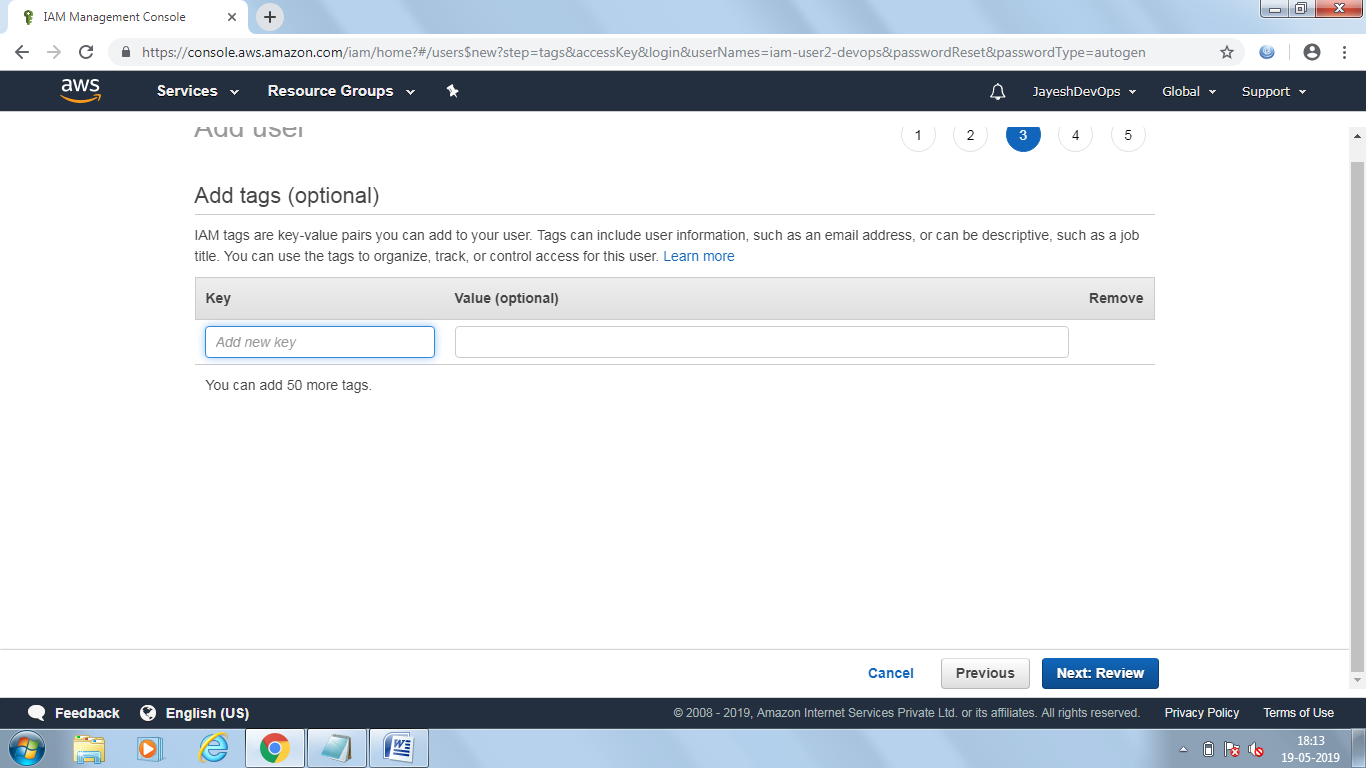 IAM Management Console
https://console.aws.amazon.com/iam/home?#/users$new?step=tags&accessKey&login&userNames=iam-user2-devops&passwordReset&passwordType=autogen
aws Services Resource Groups JayeshDevOps Global Support
Add user 1 2 3 4 5
Add tags (optional)
IAM tags are key-value pairs you can add to your user. Tags can include user information, such as an email address, or can be descriptive, such as a job
title. You can use the tags to organize, track, or control access for this user. Learn more
Key Value (optional) Remove
Add new key
You can add 50 more tags.
Cancel Previous Next: Review
Feedback English (US) © 2008 - 2019, Amazon Internet Services Private Ltd. or its affiliates. All rights reserved. Privacy Policy Terms of Use
18:13
19-05-2019